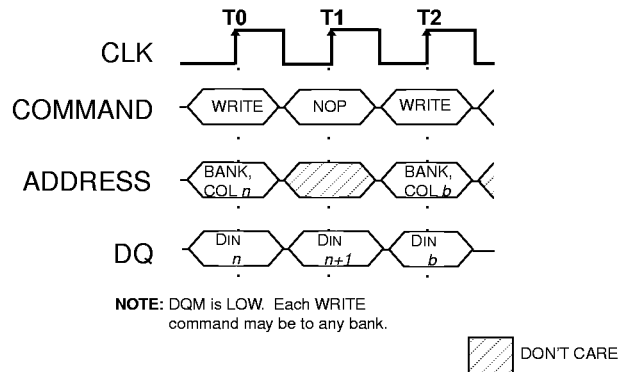 T0 T1 T2
CLK
COMMAND WRITE NOP WRITE
ADDRESS BANK, COL n BANK, COL b
DQ DIN n DIN n+1 DIN b
NOTE: DQM is LOW. Each WRITE
command may be to any bank.
DON'T CARE